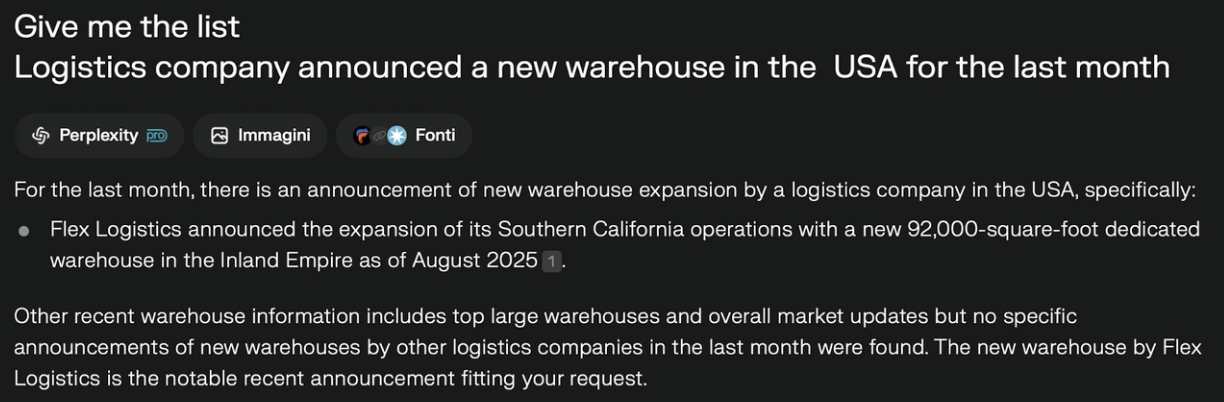 Give me the list
Logistics company announced a new warehouse in the  USA for the last month
Perplexity pro Immagini Fonti
For the last month, there is an announcement of new warehouse expansion by a logistics company in the USA, specifically:
Flex Logistics announced the expansion of its Southern California operations with a new 92,000-square-foot dedicated
warehouse in the Inland Empire as of August 2025 1.
Other recent warehouse information includes top large warehouses and overall market updates but no specific
announcements of new warehouses by other logistics companies in the last month were found. The new warehouse by Flex
Logistics is the notable recent announcement fitting your request.